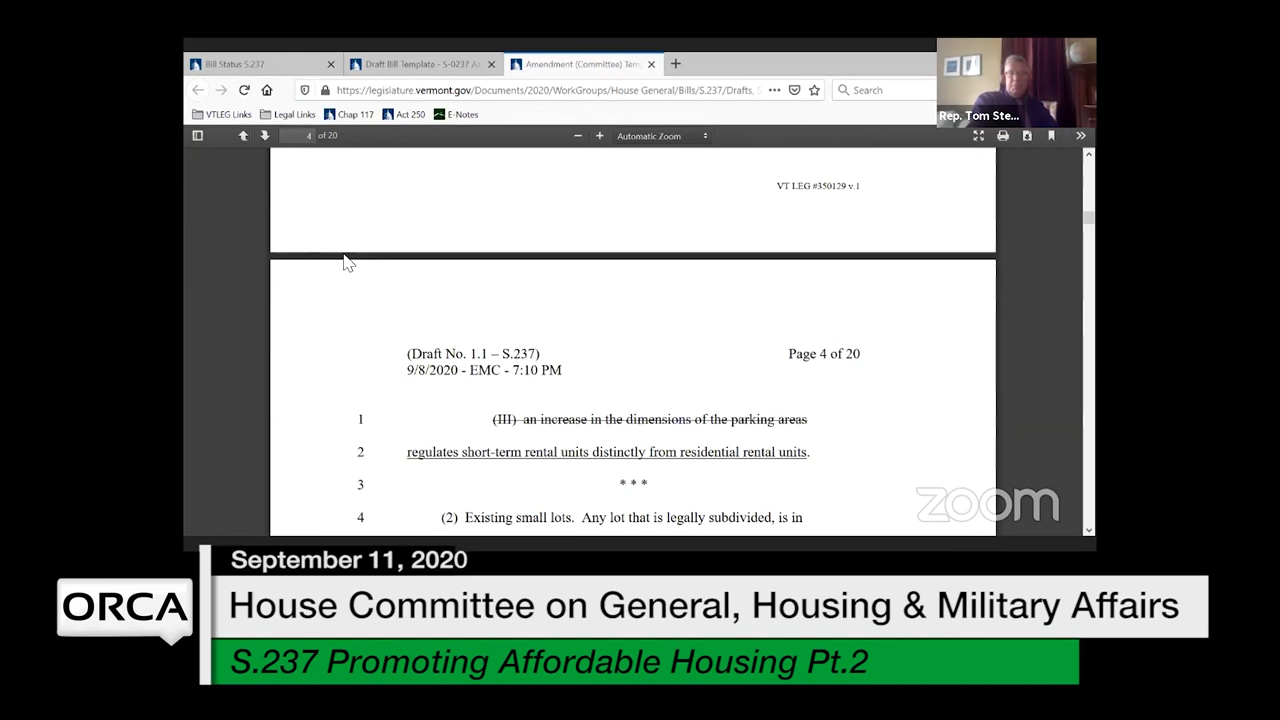 Bill Status S.237
Draft Bill Template - S-0237 As
Amendment (Committee) Tem
https://legislature.vermont.gov/Documents/2020/WorkGroups/House General/Bills/S.237/Drafts, S
Search
VTLEG Links
Legal Links
Chap 117
Act 250
E-Notes
4 of 20
Automatic Zoom
Rep. Tom Ste...
VT LEG #350129 v.1
(Draft No. 1.1 – S.237)
Page 4 of 20
9/8/2020 - EMC - 7:10 PM
1 (III) an increase in the dimensions of the parking areas
2 regulates short-term rental units distinctly from residential rental units.
3 * * *
4 (2) Existing small lots. Any lot that is legally subdivided, is in
zoom
September 11, 2020
ORCA
House Committee on General, Housing & Military Affairs
S.237 Promoting Affordable Housing Pt.2